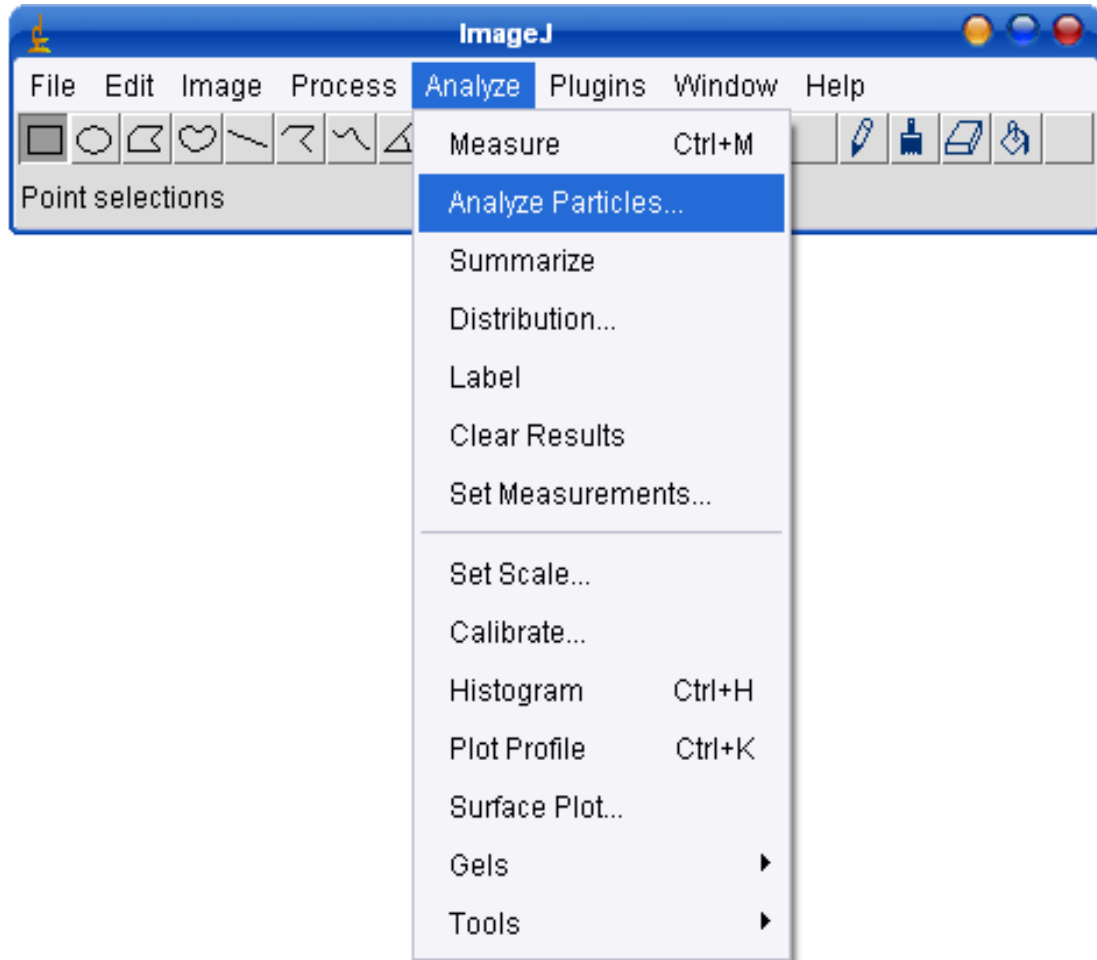 ImageJ
File Edit Image Process Analyze Plugins Window Help
Measure Ctrl+M
Point selections
Analyze Particles...
Summarize
Distribution...
Label
Clear Results
Set Measurements...
Set Scale...
Calibrate...
Histogram Ctrl+H
Plot Profile Ctrl+K
Surface Plot...
Gels
Tools